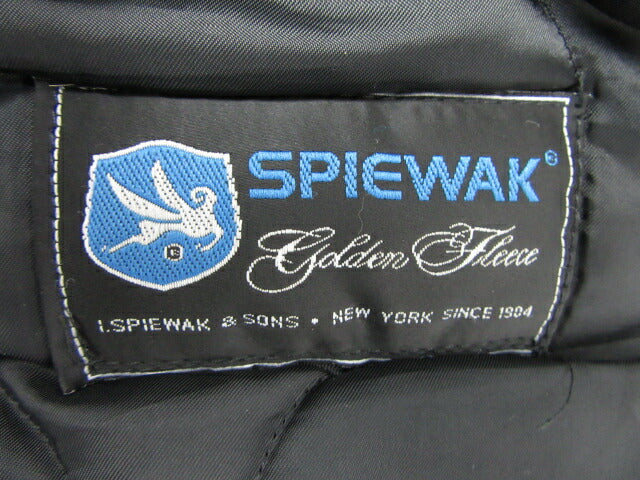 SPIEWAK®
Golden Fleece
I.SPIEWAK & SONS • NEW YORK SINCE 1904